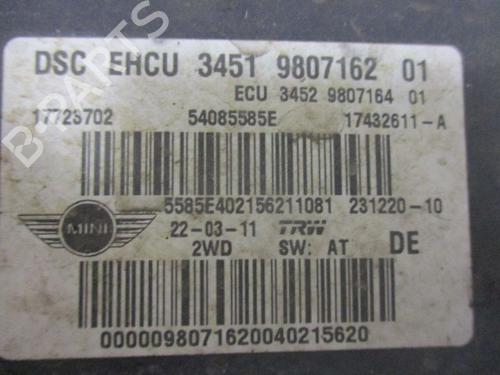 DSC EHCU 3451 9807162 01
ECU 3452 9807164 01
17723702 54085585E 17432611-A
5585E402156211081 231220-10
MINI 22-03-11 TRW DE
2WD SW: AT
0000098071620040215620
B-PARTS